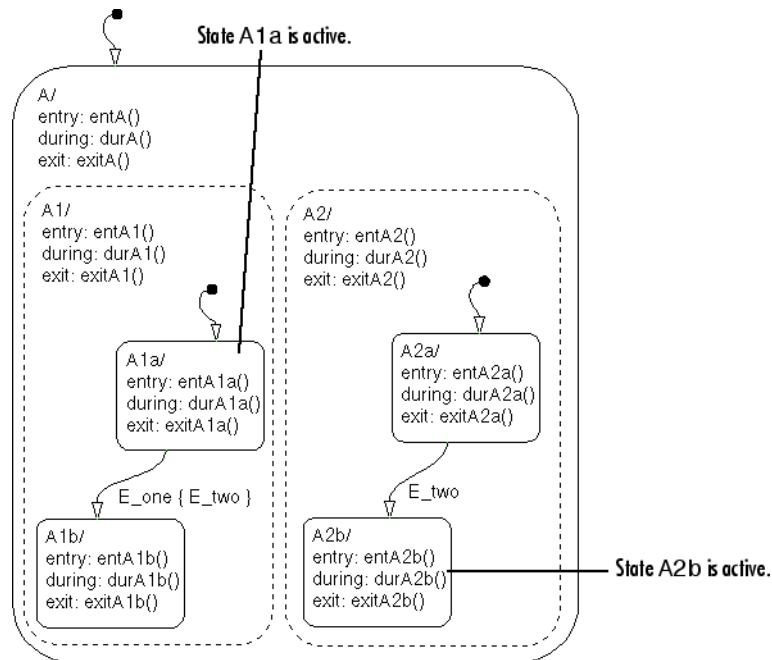 State A1a is active.
A/
entry: entA()
during: durA()
exit: exitA()
A1/
entry: entA1()
during: durA1()
exit: exitA1()
A2/
entry: entA2()
during: durA2()
exit: exitA2()
A1a/
entry: entA1a()
during: durA1a()
exit: exitA1a()
A2a/
entry: entA2a()
during: durA2a()
exit: exitA2a()
E_one { E_two }
E_two
A1b/
entry: entA1b()
during: durA1b()
exit: exitA1b()
A2b/
entry: entA2b()
during: durA2b()
exit: exitA2b()
State A2b is active.